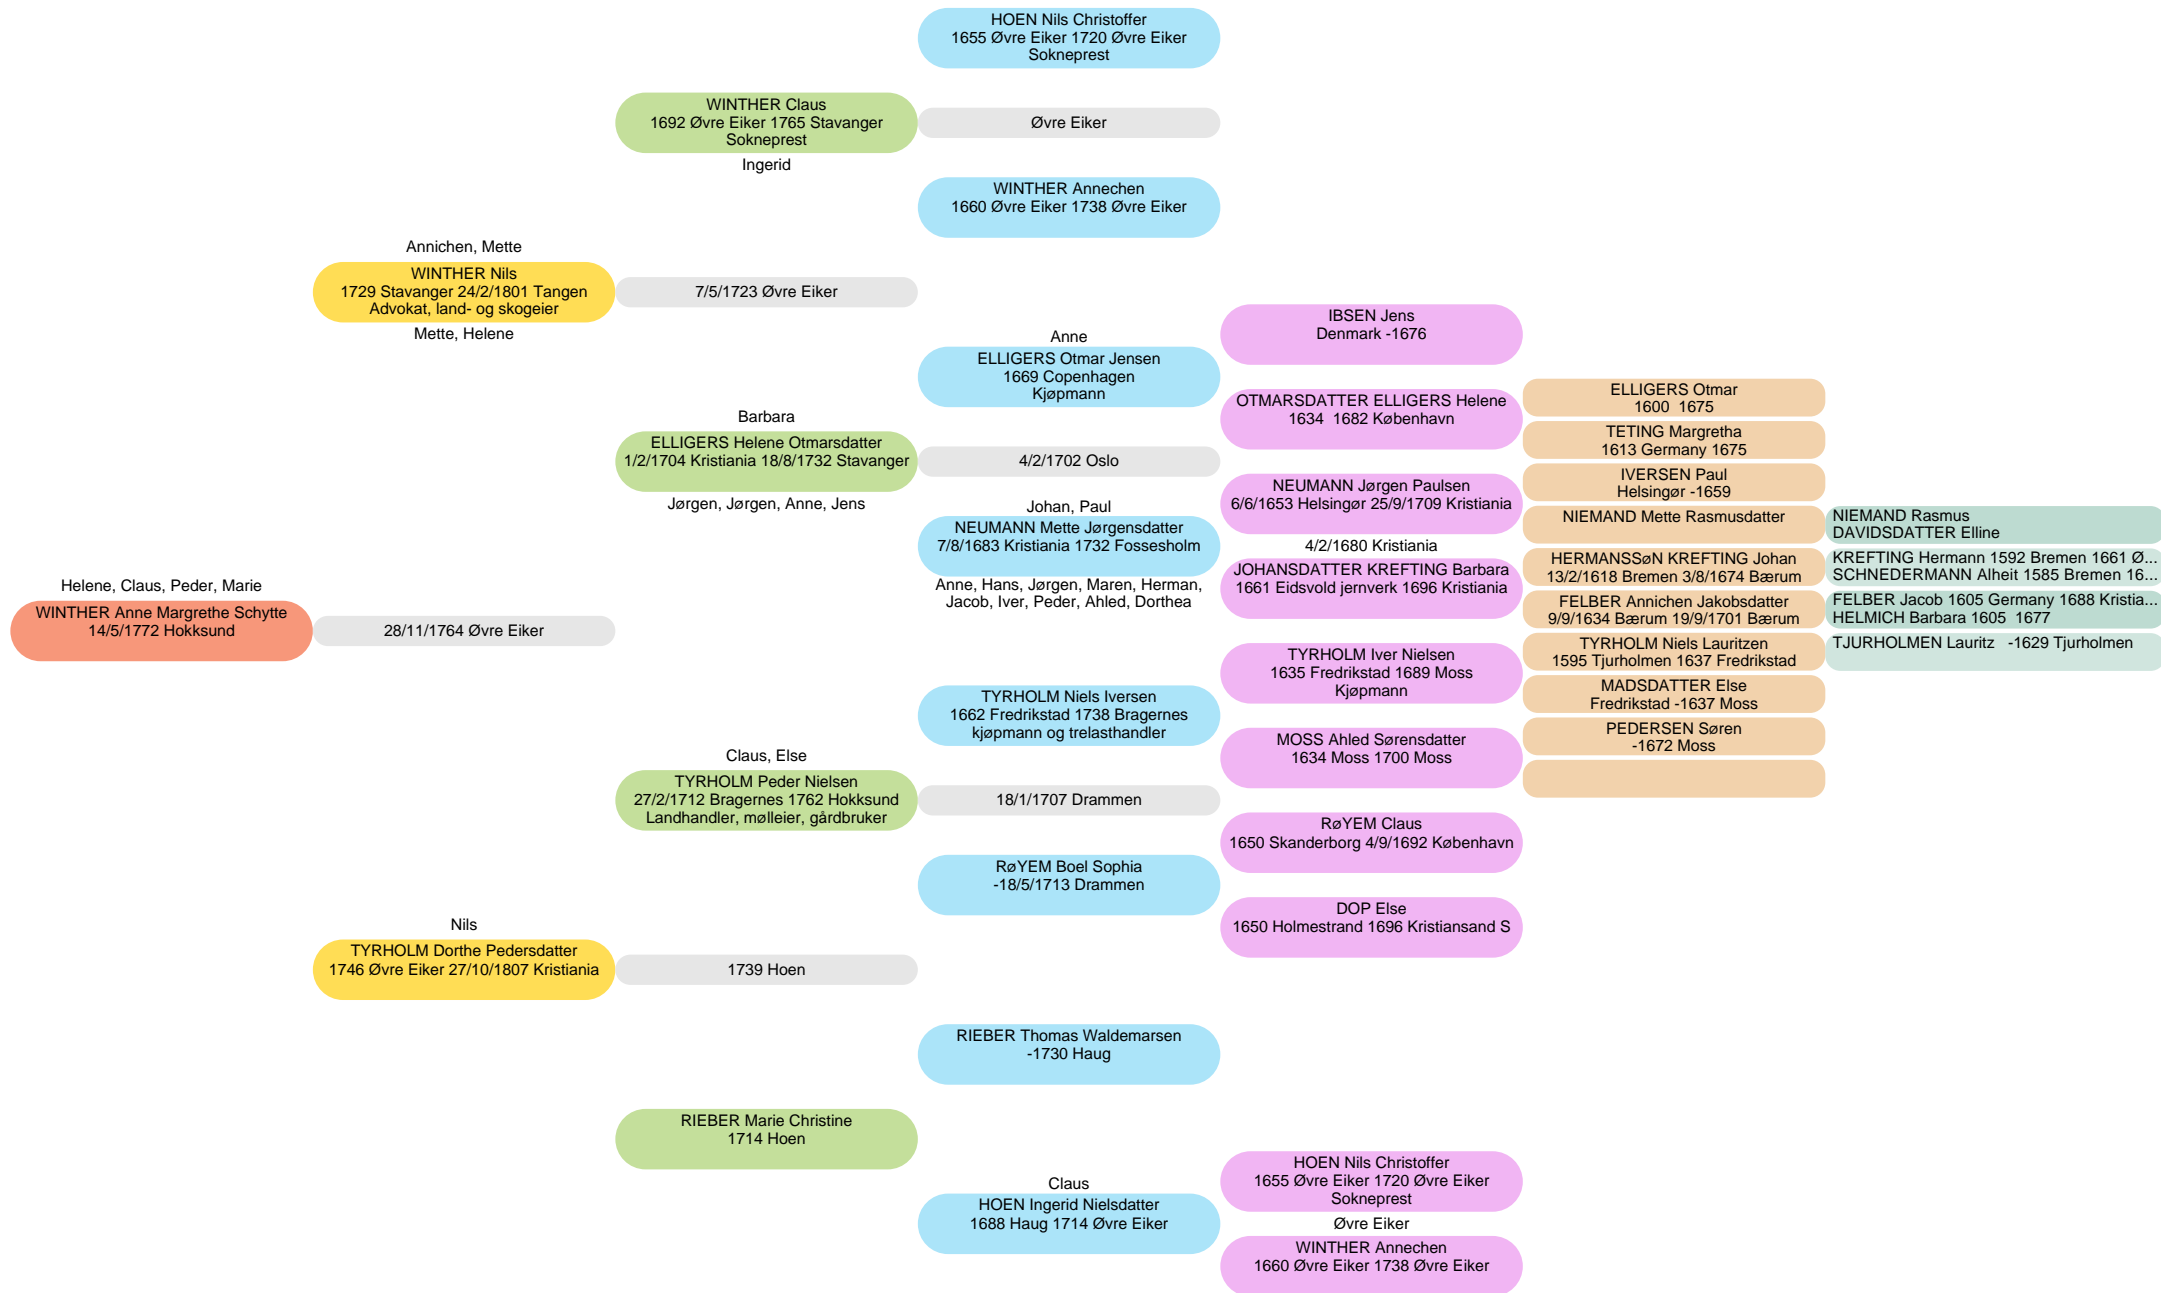 HOEN Nils Christoffer
1655 Øvre Eiker 1720 Øvre Eiker
Sokneprest
WINTHER Claus
1692 Øvre Eiker 1765 Stavanger
Sokneprest
Øvre Eiker
Ingerid
WINTHER Annechen
1660 Øvre Eiker 1738 Øvre Eiker
Annichen, Mette
WINTHER Nils
1729 Stavanger 24/2/1801 Tangen
Advokat, land- og skogeier
7/5/1723 Øvre Eiker
Mette, Helene
IBSEN Jens
Denmark -1676
Anne
ELLIGERS Otmar Jensen
1669 Copenhagen
Kjøpmann
OTMARSDATTER ELLIGERS Helene
1634  1682 København
ELLIGERS Otmar
1600  1675
Barbara
ELLIGERS Helene Otmarsdatter
1/2/1704 Kristiania 18/8/1732 Stavanger
4/2/1702 Oslo
TETING Margretha
1613 Germany 1675
IVERSEN Paul
Helsingør -1659
NEUMANN Jørgen Paulsen
6/6/1653 Helsingør 25/9/1709 Kristiania
Jørgen, Jørgen, Anne, Jens
Johan, Paul
NEUMANN Mette Jørgensdatter
7/8/1683 Kristiania 1732 Fossesholm
NIEMAND Mette Rasmusdatter
NIEMAND Rasmus
DAVIDSDATTER Elline
4/2/1680 Kristiania
HERMANSSøN KREFTING Johan
13/2/1618 Bremen 3/8/1674 Bærum
KREFTING Hermann 1592 Bremen 1661 Ø...
SCHNEDERMANN Alheit 1585 Bremen 16...
JOHANSDATTER KREFTING Barbara
1661 Eidsvold jernverk 1696 Kristiania
Anne, Hans, Jørgen, Maren, Herman,
Jacob, Iver, Peder, Ahled, Dorthea
FELBER Annichen Jakobsdatter
9/9/1634 Bærum 19/9/1701 Bærum
FELBER Jacob 1605 Germany 1688 Kristia...
HELMICH Barbara 1605  1677
Helene, Claus, Peder, Marie
WINTHER Anne Margrethe Schytte
14/5/1772 Hokksund
28/11/1764 Øvre Eiker
TYRHOLM Iver Nielsen
1635 Fredrikstad 1689 Moss
Kjøpmann
TYRHOLM Niels Lauritzen
1595 Tjurholmen 1637 Fredrikstad
TJURHOLMEN Lauritz   -1629 Tjurholmen
MADSDATTER Else
Fredrikstad -1637 Moss
TYRHOLM Niels Iversen
1662 Fredrikstad 1738 Bragernes
kjøpmann og trelasthandler
PEDERSEN Søren
-1672 Moss
MOSS Ahled Sørensdatter
1634 Moss 1700 Moss
Claus, Else
TYRHOLM Peder Nielsen
27/2/1712 Bragernes 1762 Hokksund
Landhandler, mølleier, gårdbruker
18/1/1707 Drammen
RøYEM Claus
1650 Skanderborg 4/9/1692 København
RøYEM Boel Sophia
-18/5/1713 Drammen
DOP Else
1650 Holmestrand 1696 Kristiansand S
Nils
TYRHOLM Dorthe Pedersdatter
1746 Øvre Eiker 27/10/1807 Kristiania
1739 Hoen
RIEBER Thomas Waldemarsen
-1730 Haug
RIEBER Marie Christine
1714 Hoen
HOEN Nils Christoffer
1655 Øvre Eiker 1720 Øvre Eiker
Sokneprest
Claus
HOEN Ingerid Nielsdatter
1688 Haug 1714 Øvre Eiker
Øvre Eiker
WINTHER Annechen
1660 Øvre Eiker 1738 Øvre Eiker